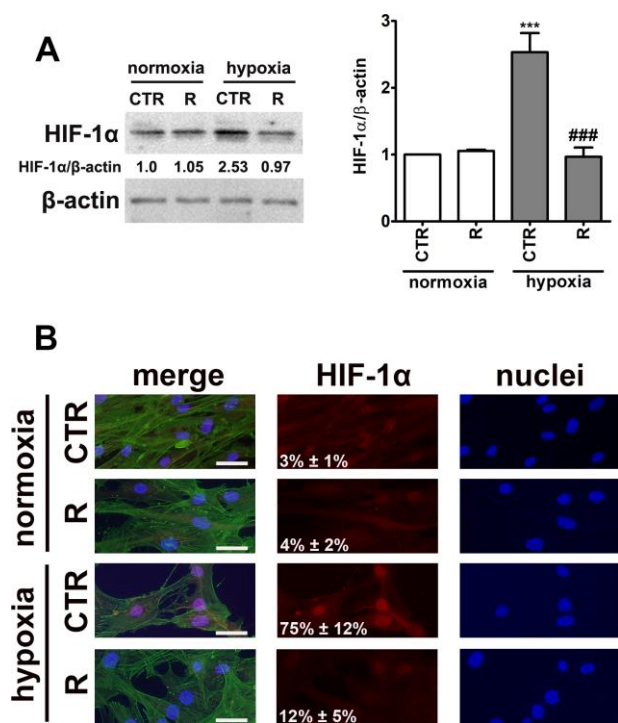 A
normoxia hypoxia
CTR R CTR R
HIF-1α
HIF-1α/β-actin 1.0 1.05 2.53 0.97
β-actin
HIF-1α/β-actin
3
2
1
0
***
###
CTR R CTR R
normoxia hypoxia
B
merge HIF-1α nuclei
normoxia
CTR
3% ± 1%
R
4% ± 2%
hypoxia
CTR
75% ± 12%
R
12% ± 5%